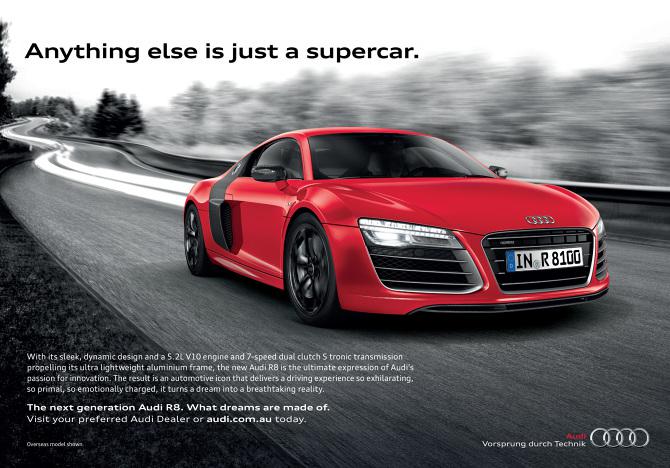 Anything else is just a supercar.
IN R 8100
With its sleek, dynamic design and a 5.2L V10 engine and 7-speed dual clutch S tronic transmission
propelling its ultra lightweight aluminium frame, the new Audi R8 is the ultimate expression of Audi's
passion for innovation. The result is an automotive icon that delivers a driving experience so exhilarating,
so primal, so emotionally charged, it turns a dream into a breathtaking reality.
The next generation Audi R8. What dreams are made of.
Visit your preferred Audi Dealer or audi.com.au today.
Overseas model shown
Audi
Vorsprung durch Technik